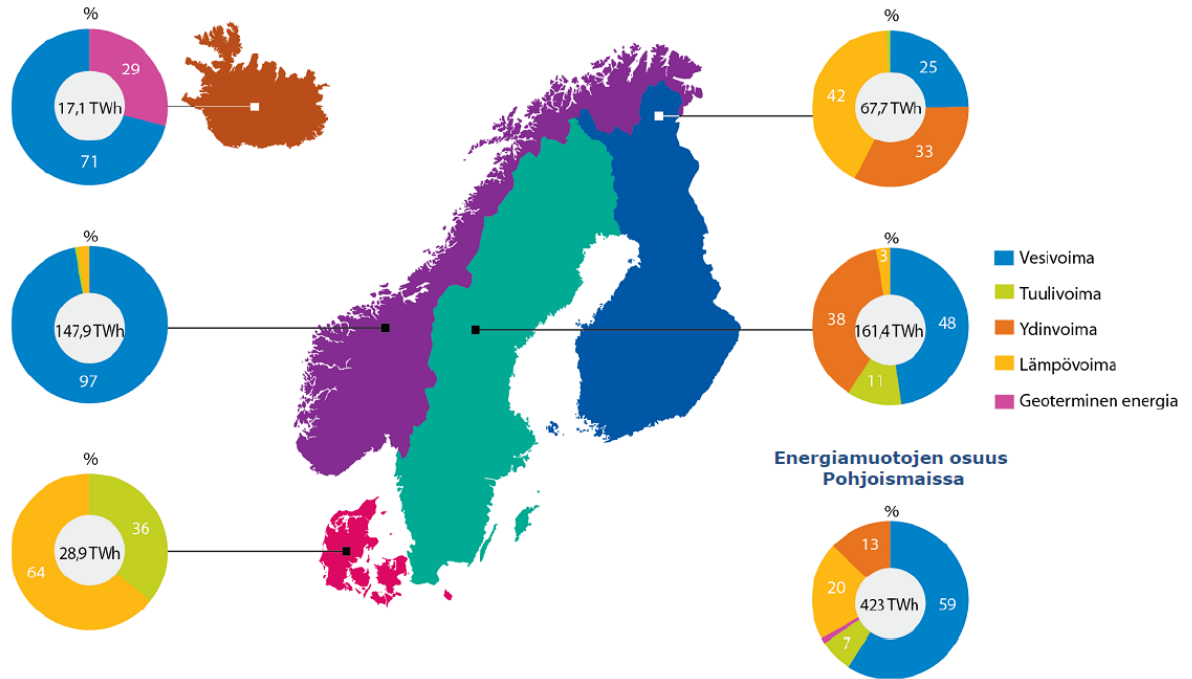 %
29
17,1 TWh
71
%
25
42
67,7 TWh
33
%
147,9 TWh
97
%
3
38
161,4 TWh
48
11
Vesivoima
Tuulivoima
Ydinvoima
Lämpövoima
Geoterminen energia
%
36
28,9 TWh
64
Energiamuotojen osuus
Pohjoismaissa
%
13
20
423 TWh
59
7